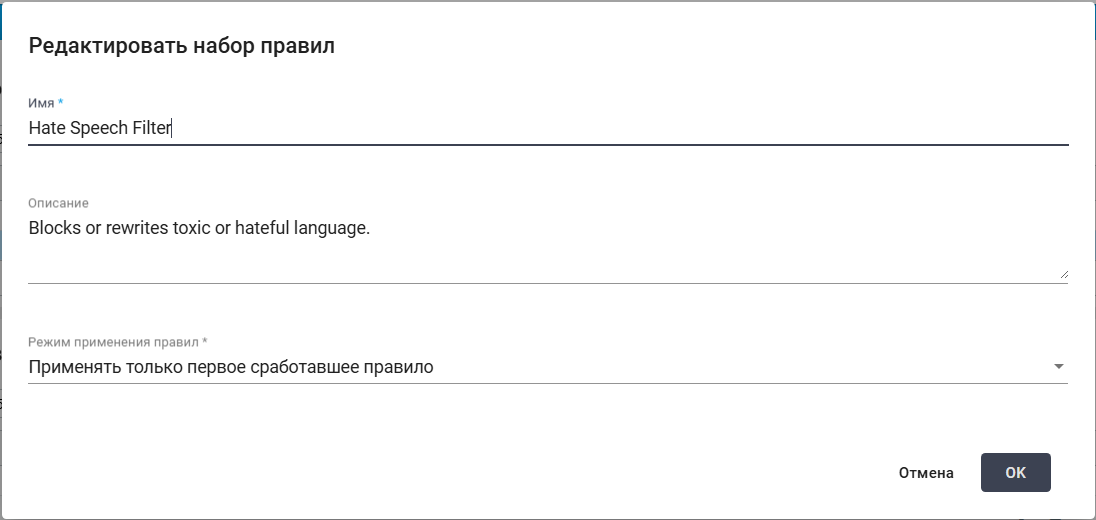 Редактировать набор правил
Имя *
Hate Speech Filter
Описание
Blocks or rewrites toxic or hateful language.
Режим применения правил *
Применять только первое сработавшее правило
Отмена
ОК